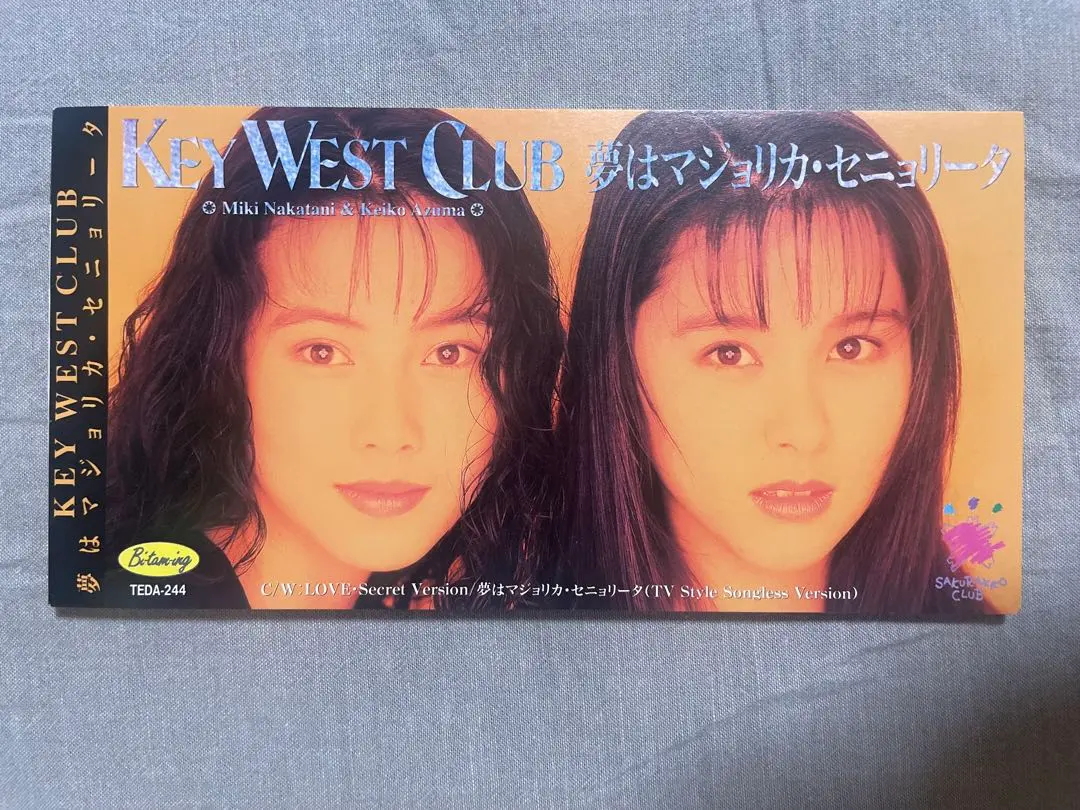 KEY WEST CLUB
夢はマジョリカ・セニョリータ
KEY WEST CLUB 夢はマジョリカ・セニョリータ
Miki Nakatani & Keiko Azuma
Bi-tam-ing
TEDA-244
C/W:LOVE・Secret Version/夢はマジョリカ・セニョリータ(TV Style Songless Version)
SAKURAKKO
CLUB